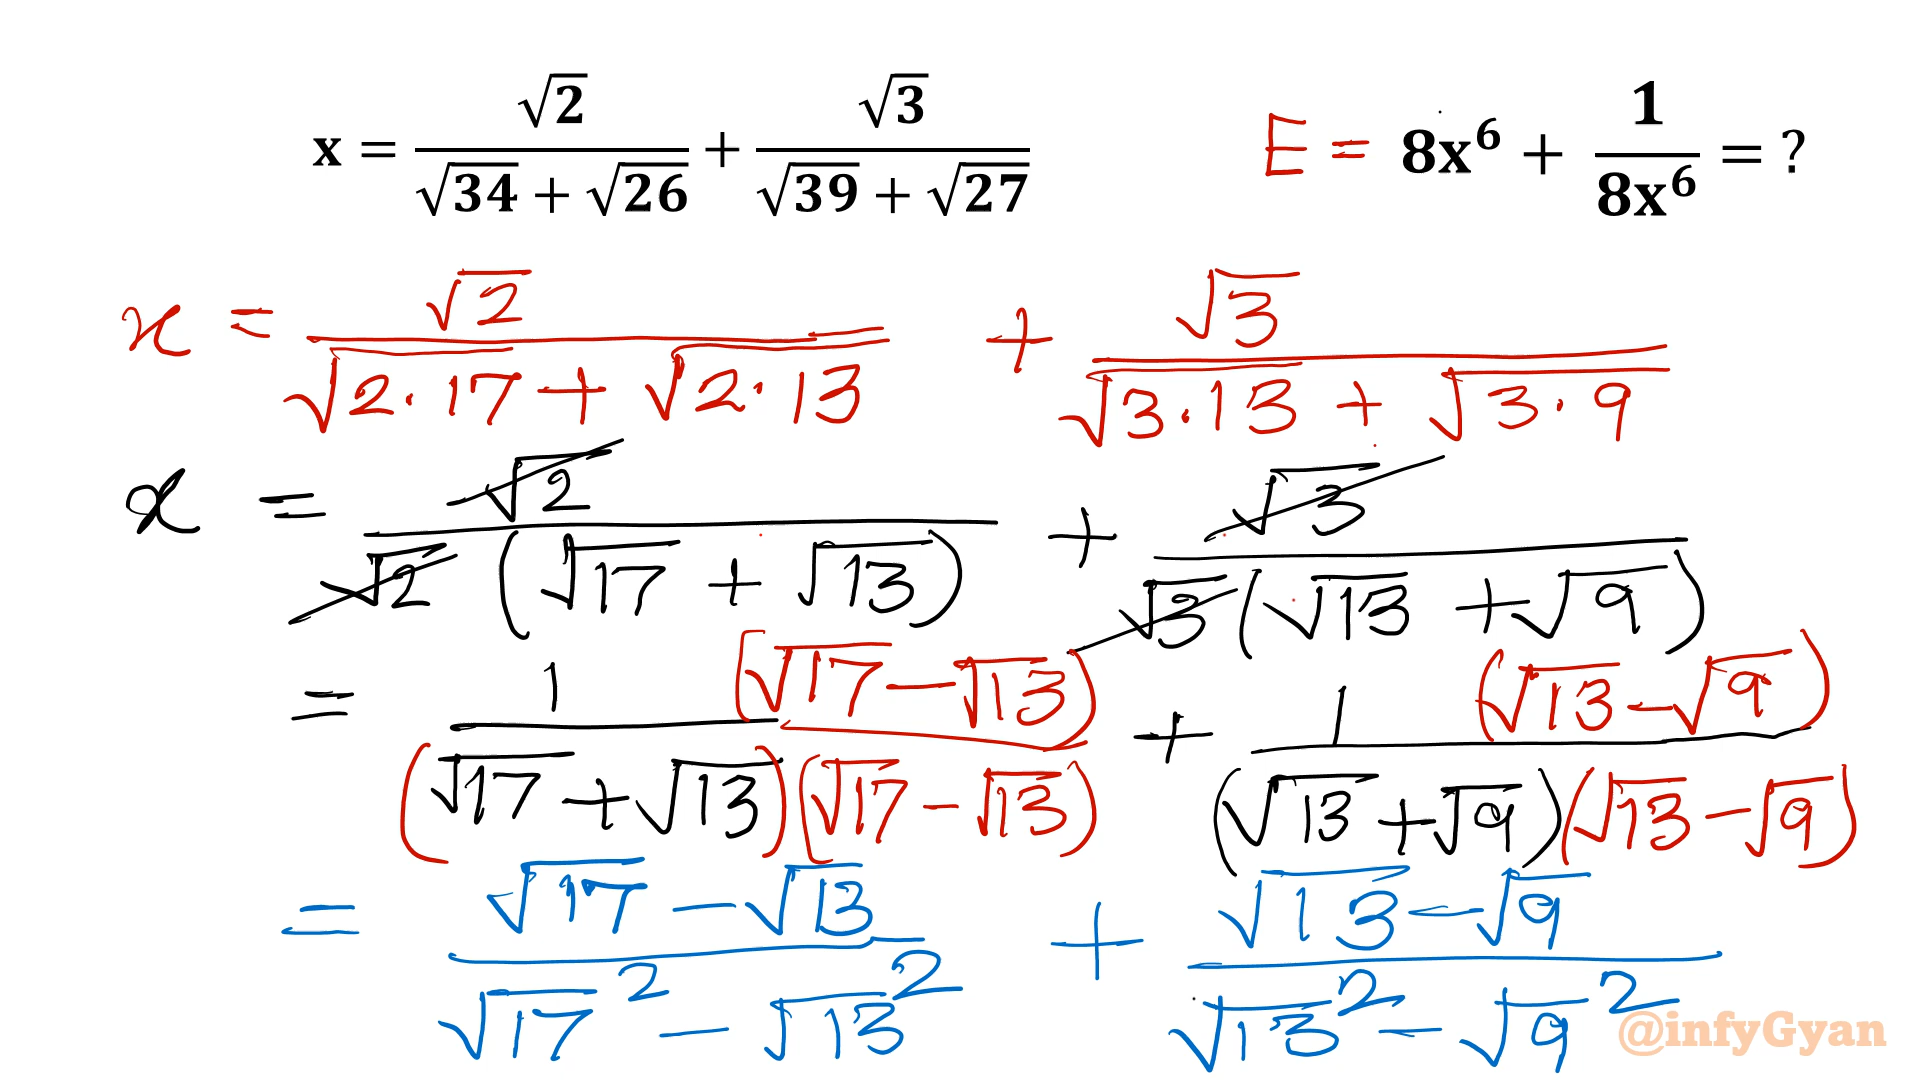 x = √2/(√34 + √26) + √3/(√39 + √27) E = 8x⁶ + 1/8x⁶ = ?
x = √2/(√2·17 + √2·13) + √3/(√3·13 + √3·9)
x = √2/√2(√17 + √13) + √3/√3(√13 + √9)
= 1(√17 − √13)/(√17 + √13)(√17 − √13) + 1(√13 − √9)/(√13 + √9)(√13 − √9)
= (√17 − √13)/(√17² − √13²) + (√13 − √9)/(√13² − √9²)
@infyGyan